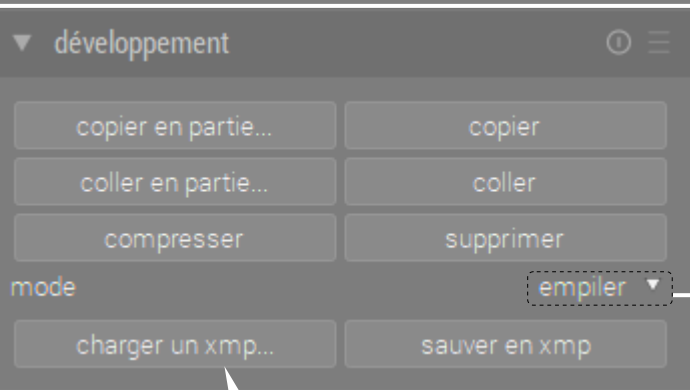 développement
copier en partie... copier
coller en partie... coller
compresser supprimer
mode empiler
charger un xmp... sauver en xmp